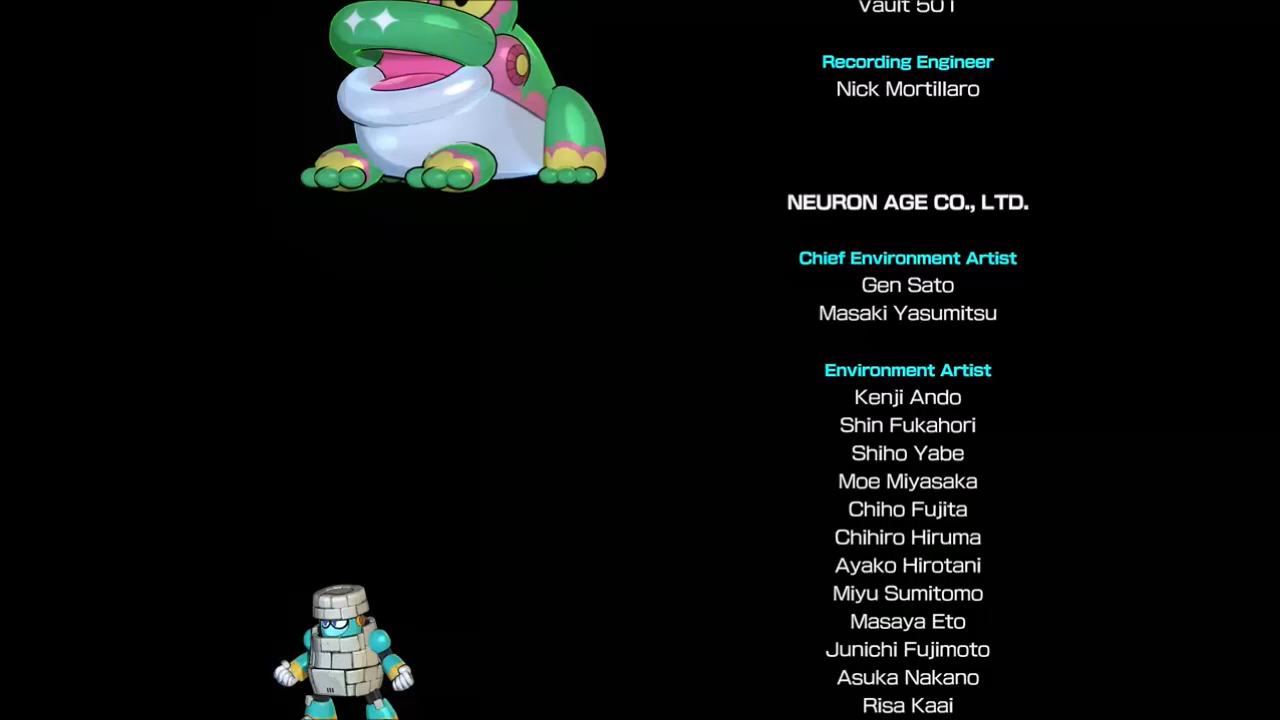 Vault 501
Recording Engineer
Nick Mortillaro
NEURON AGE CO., LTD.
Chief Environment Artist
Gen Sato
Masaki Yasumitsu
Environment Artist
Kenji Ando
Shin Fukahori
Shiho Yabe
Moe Miyasaka
Chiho Fujita
Chihiro Hiruma
Ayako Hirotani
Miyu Sumitomo
Masaya Eto
Junichi Fujimoto
Asuka Nakano
Risa Kaai